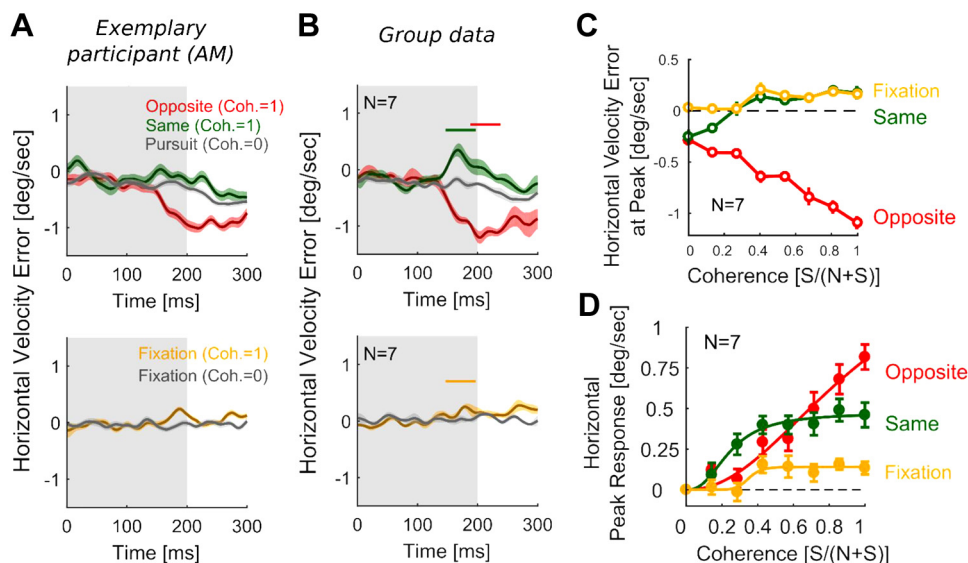 A
Exemplary
participant (AM)
Horizontal Velocity Error [deg/sec]
1
0
-1
Opposite (Coh.=1)
Same (Coh.=1)
Pursuit (Coh.=0)
0 100 200 300
Time [ms]
1
0
-1
Fixation (Coh.=1)
Fixation (Coh.=0)
0 100 200 300
Time [ms]
B
Group data
Horizontal Velocity Error [deg/sec]
N=7
1
0
-1
0 100 200 300
Time [ms]
N=7
1
0
-1
0 100 200 300
Time [ms]
C
Horizontal Velocity Error
at Peak [deg/sec]
0.5
0
-0.5
-1
Fixation
Same
Opposite
N=7
0 0.2 0.4 0.6 0.8 1
Coherence [S/(N+S)]
D
Horizontal
Peak Response [deg/sec]
1
0.75
0.5
0.25
0
N=7
Opposite
Same
Fixation
0 0.2 0.4 0.6 0.8 1
Coherence [S/(N+S)]